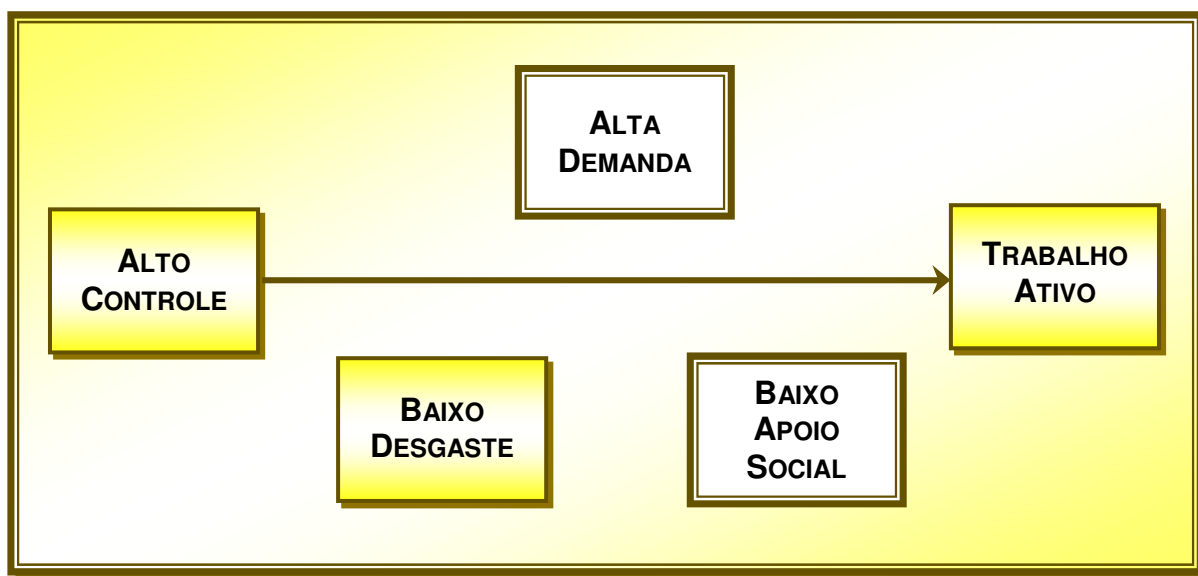 ALTA
DEMANDA
ALTO
CONTROLE
TRABALHO
ATIVO
BAIXO
DESGASTE
BAIXO
APOIO
SOCIAL